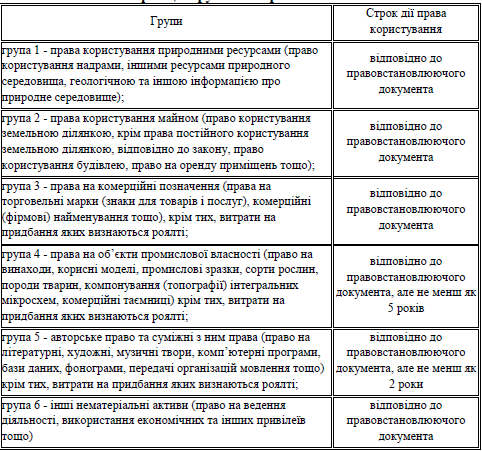 Групи
Строк дії права
користування
група 1 - права користування природними ресурсами (право
користування надрами, іншими ресурсами природного
середовища, геологічною та іншою інформацією про
природне середовище);
відповідно до
правовстановлюючого
документа
група 2 - права користування майном (право користування
земельною ділянкою, крім права постійного користування
земельною ділянкою, відповідно до закону, право
користування будівлею, право на оренду приміщень тощо);
відповідно до
правовстановлюючого
документа
група 3 - права на комерційні позначення (права на
торговельні марки (знаки для товарів і послуг), комерційні
(фірмові) найменування тощо), крім тих, витрати на
придбання яких визнаються роялті;
відповідно до
правовстановлюючого
документа
група 4 - права на об’єкти промислової власності (право на
винаходи, корисні моделі, промислові зразки, сорти рослин,
породи тварин, компонування (топографії) інтегральних
мікросхем, комерційні таємниці) крім тих, витрати на
придбання яких визнаються роялті;
відповідно до
правовстановлюючого
документа, але не менш як
5 років
група 5 - авторське право та суміжні з ним права (право на
літературні, художні, музичні твори, комп’ютерні програми,
бази даних, фонограми, передачі організацій мовлення тощо)
крім тих, витрати на придбання яких визнаються роялті;
відповідно до
правовстановлюючого
документа, але не менш як
2 роки
група 6 - інші нематеріальні активи (право на ведення
діяльності, використання економічних та інших привілеїв
тощо)
відповідно до
правовстановлюючого
документа